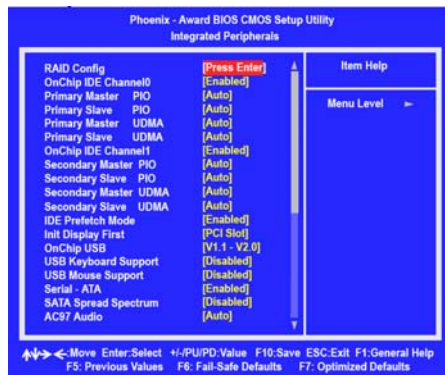 Phoenix - Award BIOS CMOS Setup Utility
Integrated Peripherals
RAID Config [Press Enter]
OnChip IDE Channel0 [Enabled]
Primary Master PIO [Auto]
Primary Slave PIO [Auto]
Primary Master UDMA [Auto]
Primary Slave UDMA [Auto]
OnChip IDE Channel1 [Enabled]
Secondary Master PIO [Auto]
Secondary Slave PIO [Auto]
Secondary Master UDMA [Auto]
Secondary Slave UDMA [Auto]
IDE Prefetch Mode [Enabled]
Init Display First [PCI Slot]
OnChip USB [V1.1 - V2.0]
USB Keyboard Support [Disabled]
USB Mouse Support [Disabled]
Serial - ATA [Enabled]
SATA Spread Spectrum [Disabled]
AC97 Audio [Auto]
Item Help
Menu Level ►
:Move Enter:Select +/-/PU/PD:Value F10:Save ESC:Exit F1:General Help
F5: Previous Values F6: Fail-Safe Defaults F7: Optimized Defaults